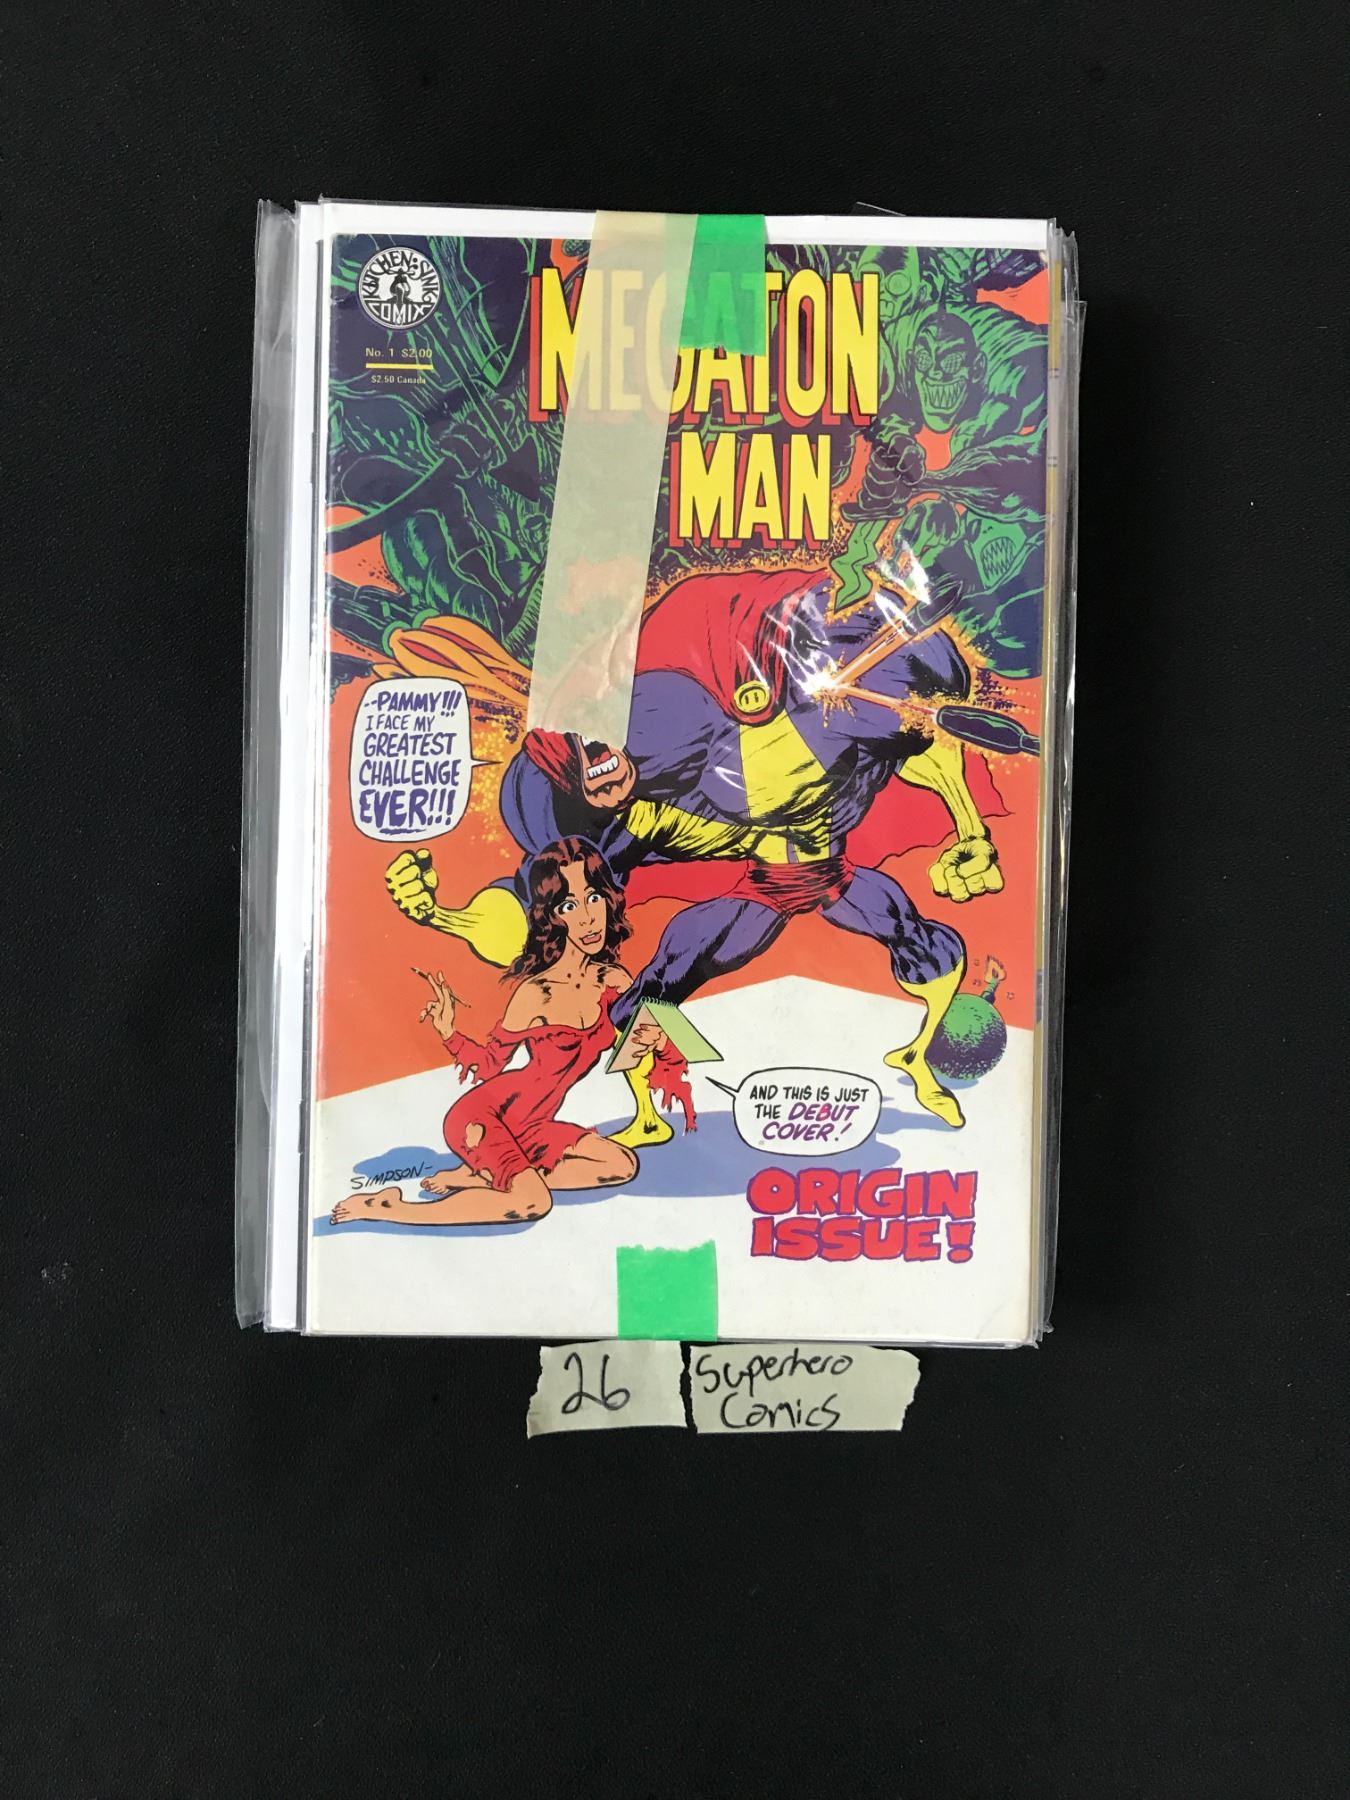 KITCHEN SINK
COMIX
No. 1 $2.00
$2.50 Canada
MEGATON
MAN
--PAMMY!!!
I FACE MY
GREATEST
CHALLENGE
EVER!!!
AND THIS IS JUST
THE DEBUT
COVER!
SIMPSON-
ORIGIN
ISSUE!
26
Superhero
Comics